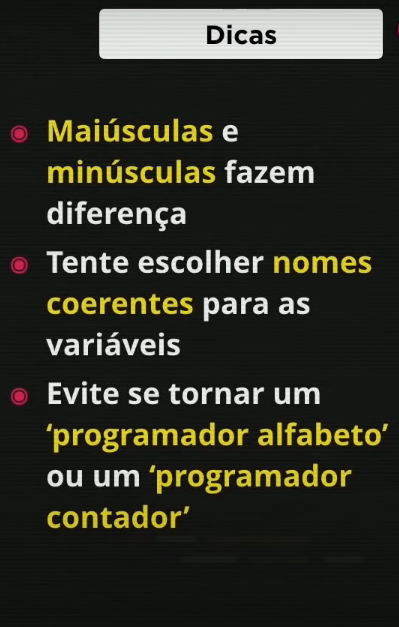 Dicas
Maiúsculas e
minúsculas fazem
diferença
Tente escolher nomes
coerentes para as
variáveis
Evite se tornar um
‘programador alfabeto’
ou um ‘programador
contador’